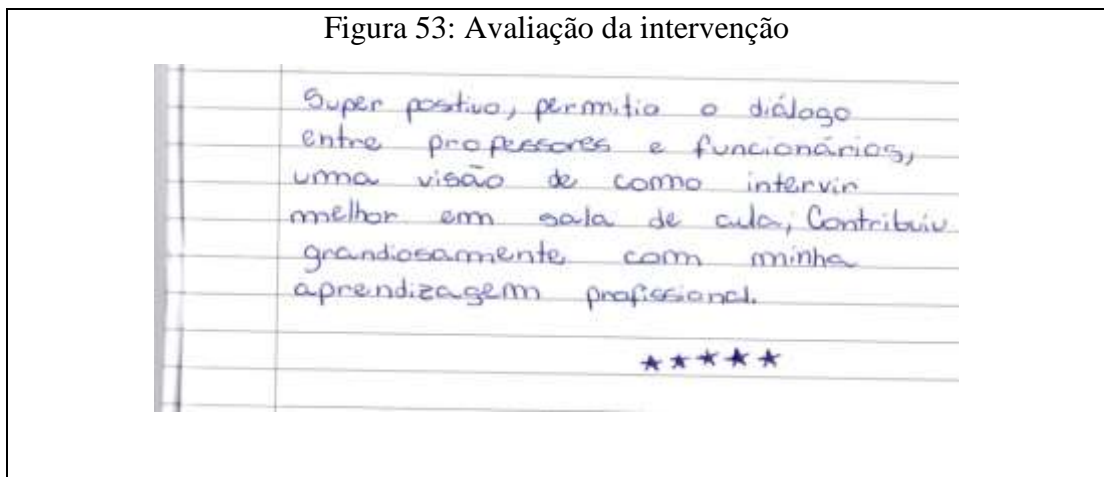 Figura 53: Avaliação da intervenção
Super postivo, permitio o diálogo
entre professores e funcionários,
uma visão de como intervir
melhor em sala de aula; Contribuiu
grandiosamente com minha
aprendizagem profissional.
★★★★★